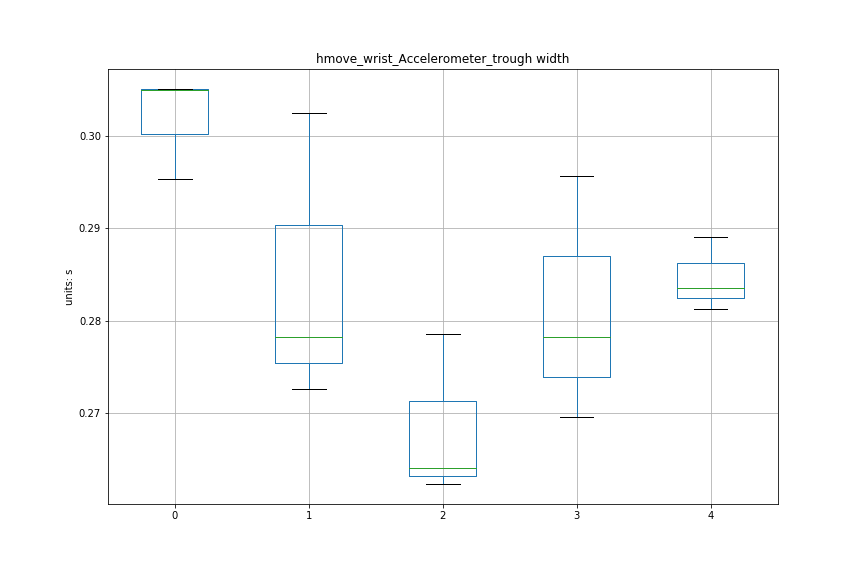 hmove_wrist_Accelerometer_trough width
0.30
0.29
0.28
0.27
units: s
0 1 2 3 4